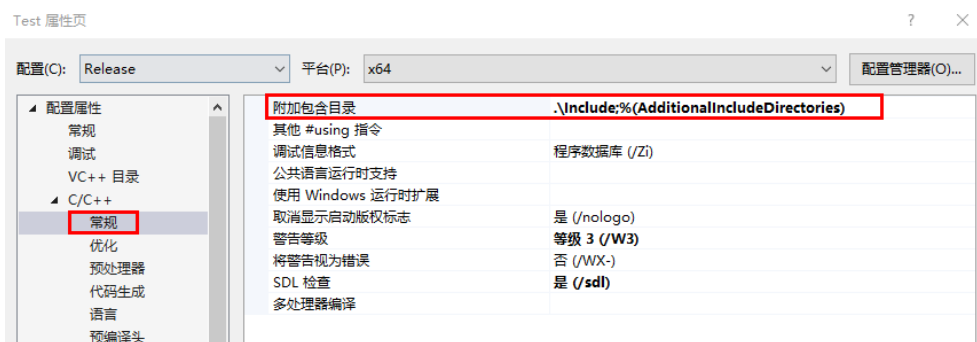 Test 属性页 ?
配置(C): Release 平台(P): x64 配置管理器(O)...
配置属性
常规
调试
VC++ 目录
C/C++
常规
优化
预处理器
代码生成
语言
预编译头
附加包含目录 .\Include;%(AdditionalIncludeDirectories)
其他 #using 指令
调试信息格式 程序数据库 (/Zi)
公共语言运行时支持
使用 Windows 运行时扩展
取消显示启动版权标志 是 (/nologo)
警告等级 等级 3 (/W3)
将警告视为错误 否 (/WX-)
SDL 检查 是 (/sdl)
多处理器编译